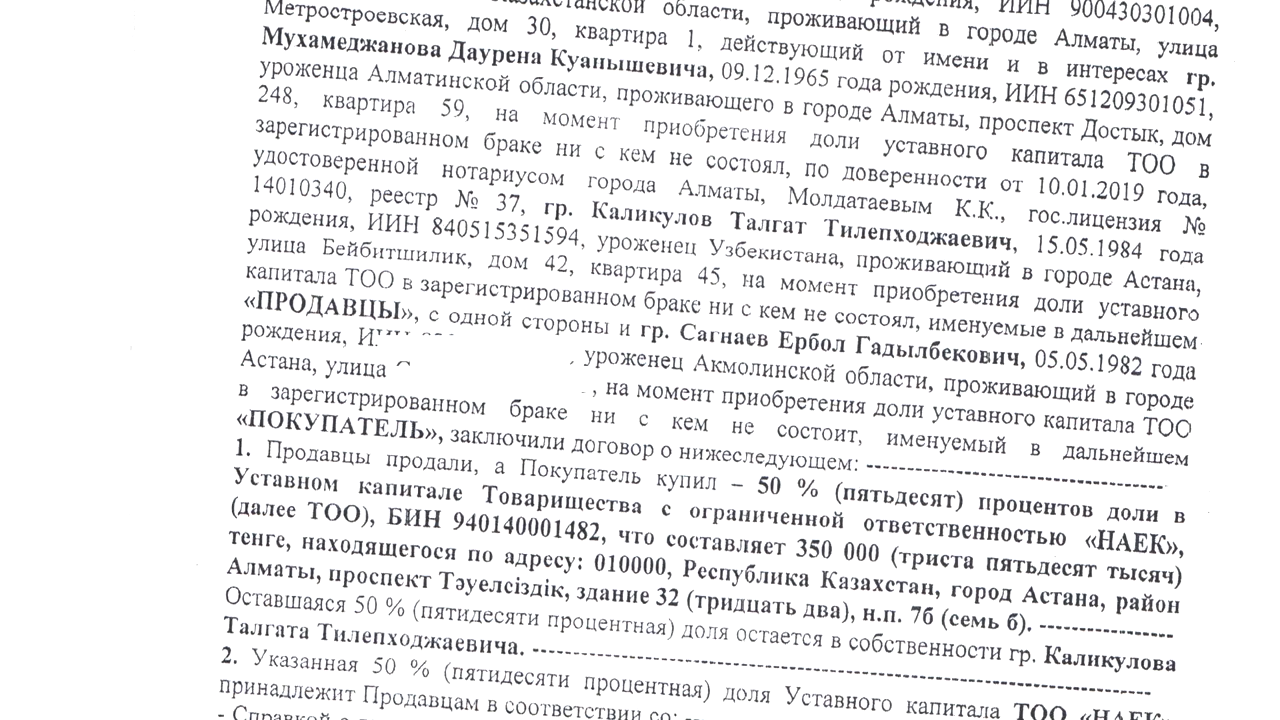 области, проживающий в рождения, ИИН 900430301004,
Метростроевская, дом 30, квартира 1, действующий от имени и в интересах гр.
городе Алматы, улица
Мухамеджанова Даурена Куанышевича, 09.12.1965 года рождения, ИИН 651209301051,
уроженца Алматинской области, проживающего в городе Алматы, проспект Достык, дом
248, квартира 59, на момент приобретения доли уставного капитала ТОО в
зарегистрированном браке ни с кем не состоял, по доверенности от 10.01.2019 года,
удостоверенной нотариусом города Алматы, Молдатаевым К.К., гос.лицензия №
14010340, реестр № 37, гр. Каликулов Талгат Тилепходжаевич, 15.05.1984 года
рождения, ИИН 840515351594, уроженец Узбекистана, проживающий в городе Астана,
улица Бейбитшилик, дом 42, квартира 45, на момент приобретения доли уставного
капитала ТОО в зарегистрированном браке ни с кем не состоял, именуемые в дальнейшем
«ПРОДАВЦЫ», с одной стороны и гр. Сагнаев Ербол Гадылбекович, 05.05.1982 года
рождения, уроженец Акмолинской области, проживающий в городе
Астана, улица , на момент приобретения доли уставного капитала ТОО
в зарегистрированном браке ни с кем не состоит, именуемый в дальнейшем
«ПОКУПАТЕЛЬ», заключили договор о нижеследующем: ---------------------------------
1. Продавцы продали, а Покупатель купил – 50 % (пятьдесят) процентов доли в
Уставном капитале Товарищества с ограниченной ответственностью «НАЕК»,
(далее ТОО), БИН 940140001482, что составляет 350 000 (триста пятьдесят тысяч)
тенге, находящегося по адресу: 010000, Республика Казахстан, город Астана, район
Алматы, проспект Тәуелсіздік, здание 32 (тридцать два), н.п. 7б (семь б). ---------------
Оставшаяся 50 % (пятидесяти процентная) доля остается в собственности гр. Каликулова
Талгата Тилепходжаевича. ----------------------------------------------------------------------
2. Указанная 50 % (пятидесяти процентная) доля Уставного капитала ТОО «НАЕК»
принадлежит Продавцам в соответствии со: ---
- Справкой